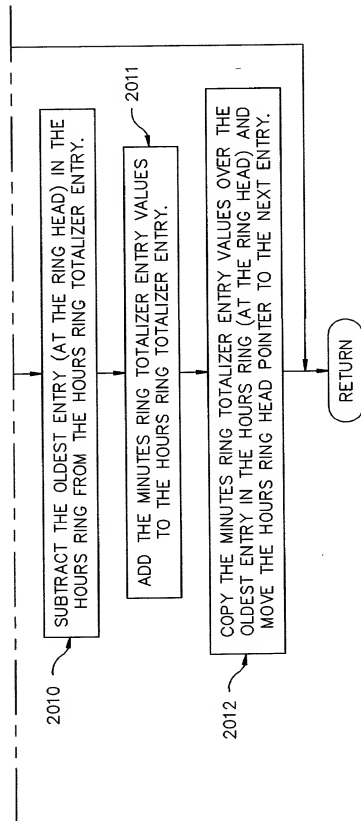 2010
SUBTRACT THE OLDEST ENTRY (AT THE RING HEAD) IN THE
HOURS RING FROM THE HOURS RING TOTALIZER ENTRY.
2011
ADD THE MINUTES RING TOTALIZER ENTRY VALUES
TO THE HOURS RING TOTALIZER ENTRY.
2012
COPY THE MINUTES RING TOTALIZER ENTRY VALUES OVER THE
OLDEST ENTRY IN THE HOURS RING (AT THE RING HEAD) AND
MOVE THE HOURS RING HEAD POINTER TO THE NEXT ENTRY.
RETURN